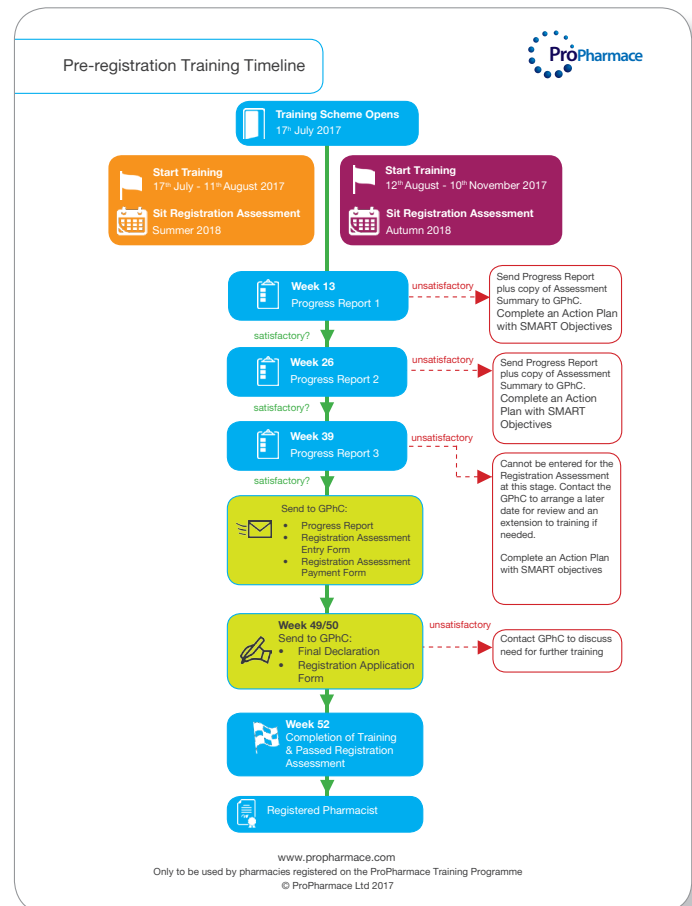 Pre-registration Training Timeline
ProPharmace
Training Scheme Opens
17th July 2017
Start Training
17th July - 11th August 2017
Sit Registration Assessment
Summer 2018
Start Training
12th August - 10th November 2017
Sit Registration Assessment
Autumn 2018
Week 13
Progress Report 1
unsatisfactory
Send Progress Report
plus copy of Assessment
Summary to GPhC.
Complete an Action Plan
with SMART Objectives
satisfactory?
Week 26
Progress Report 2
unsatisfactory
Send Progress Report
plus copy of Assessment
Summary to GPhC.
Complete an Action
Plan with SMART
Objectives
satisfactory?
Week 39
Progress Report 3
unsatisfactory
Cannot be entered for the
Registration Assessment
at this stage. Contact the
GPhC to arrange a later
date for review and an
extension to training if
needed.
Complete an Action Plan
with SMART objectives
satisfactory?
Send to GPhC:
• Progress Report
• Registration Assessment
Entry Form
• Registration Assessment
Payment Form
Week 49/50
Send to GPhC:
• Final Declaration
• Registration Application
Form
unsatisfactory
Contact GPhC to discuss
need for further training
Week 52
Completion of Training
& Passed Registration
Assessment
Registered Pharmacist
www.propharmace.com
Only to be used by pharmacies registered on the ProPharmace Training Programme
© ProPharmace Ltd 2017